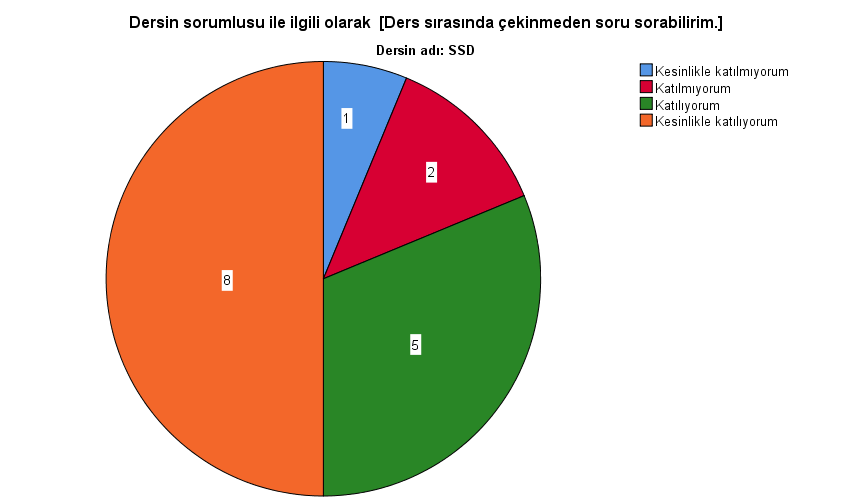 Dersin sorumlusu ile ilgili olarak  [Ders sırasında çekinmeden soru sorabilirim.]
Dersin adı: SSD
Kesinlikle katılmıyorum
Katılmıyorum
Katılıyorum
Kesinlikle katılıyorum
1
2
5
8